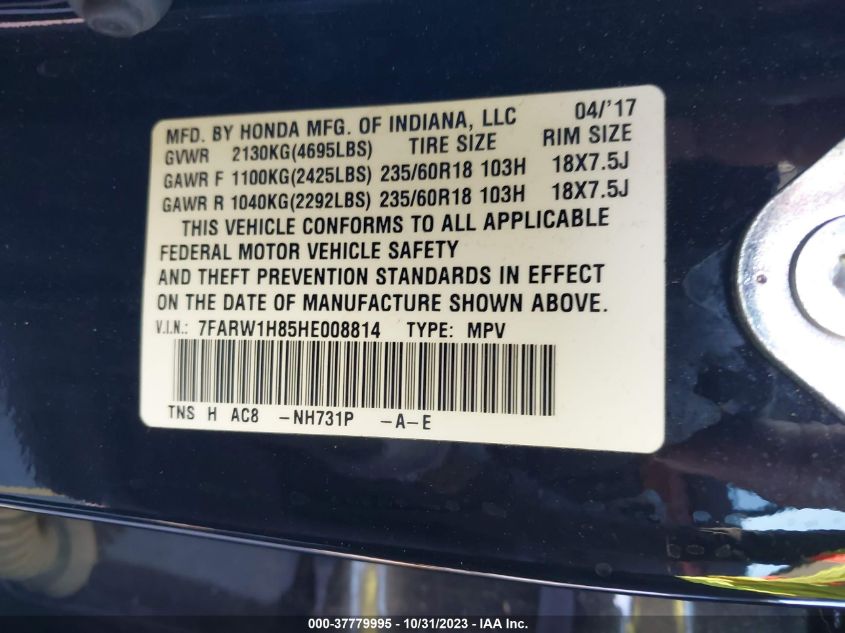 MFD. BY HONDA MFG. OF INDIANA, LLC 04/'17
GVWR 2130KG(4695LBS) TIRE SIZE RIM SIZE
GAWR F 1100KG(2425LBS) 235/60R18 103H 18X7.5J
GAWR R 1040KG(2292LBS) 235/60R18 103H 18X7.5J
THIS VEHICLE CONFORMS TO ALL APPLICABLE
FEDERAL MOTOR VEHICLE SAFETY
AND THEFT PREVENTION STANDARDS IN EFFECT
ON THE DATE OF MANUFACTURE SHOWN ABOVE.
V.I.N.: 7FARW1H85HE008814 TYPE: MPV
TNS H AC8 -NH731P -A-E
000-37779995 - 10/31/2023 - IAA Inc.